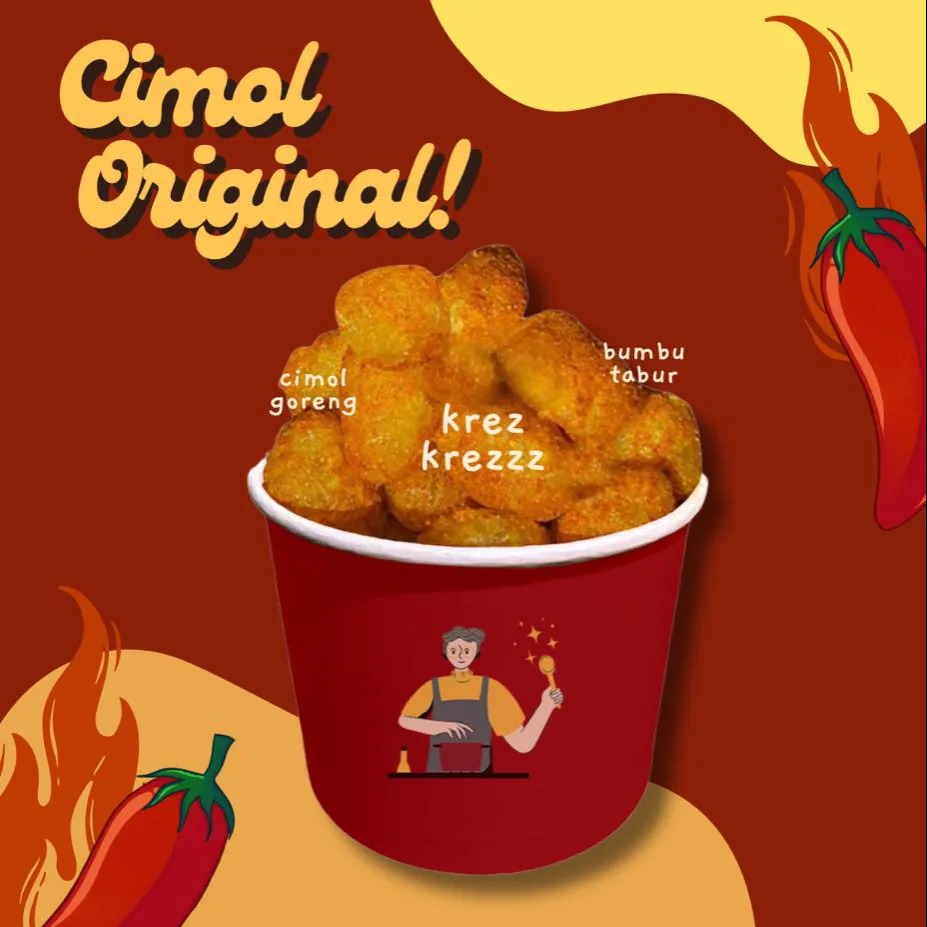 Cimol
Original!
bumbu
tabur
cimol
goreng
krez
krezzz